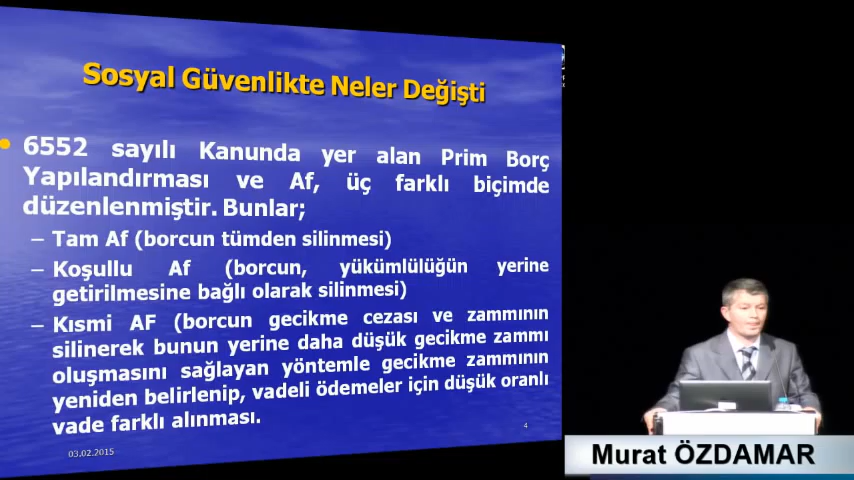 Sosyal Güvenlikte Neler Değişti
• 6552 sayılı Kanunda yer alan Prim Borç
Yapılandırması ve Af, üç farklı biçimde
düzenlenmiştir. Bunlar;
– Tam Af (borcun tümden silinmesi)
– Koşullu Af (borcun, yükümlülüğün yerine
getirilmesine bağlı olarak silinmesi)
– Kısmi AF (borcun gecikme cezası ve zammının
silinerek bunun yerine daha düşük gecikme zammı
oluşmasını sağlayan yöntemle gecikme zammının
yeniden belirlenip, vadeli ödemeler için düşük oranlı
vade farklı alınması.
03.02.2015
4
Murat ÖZDAMAR